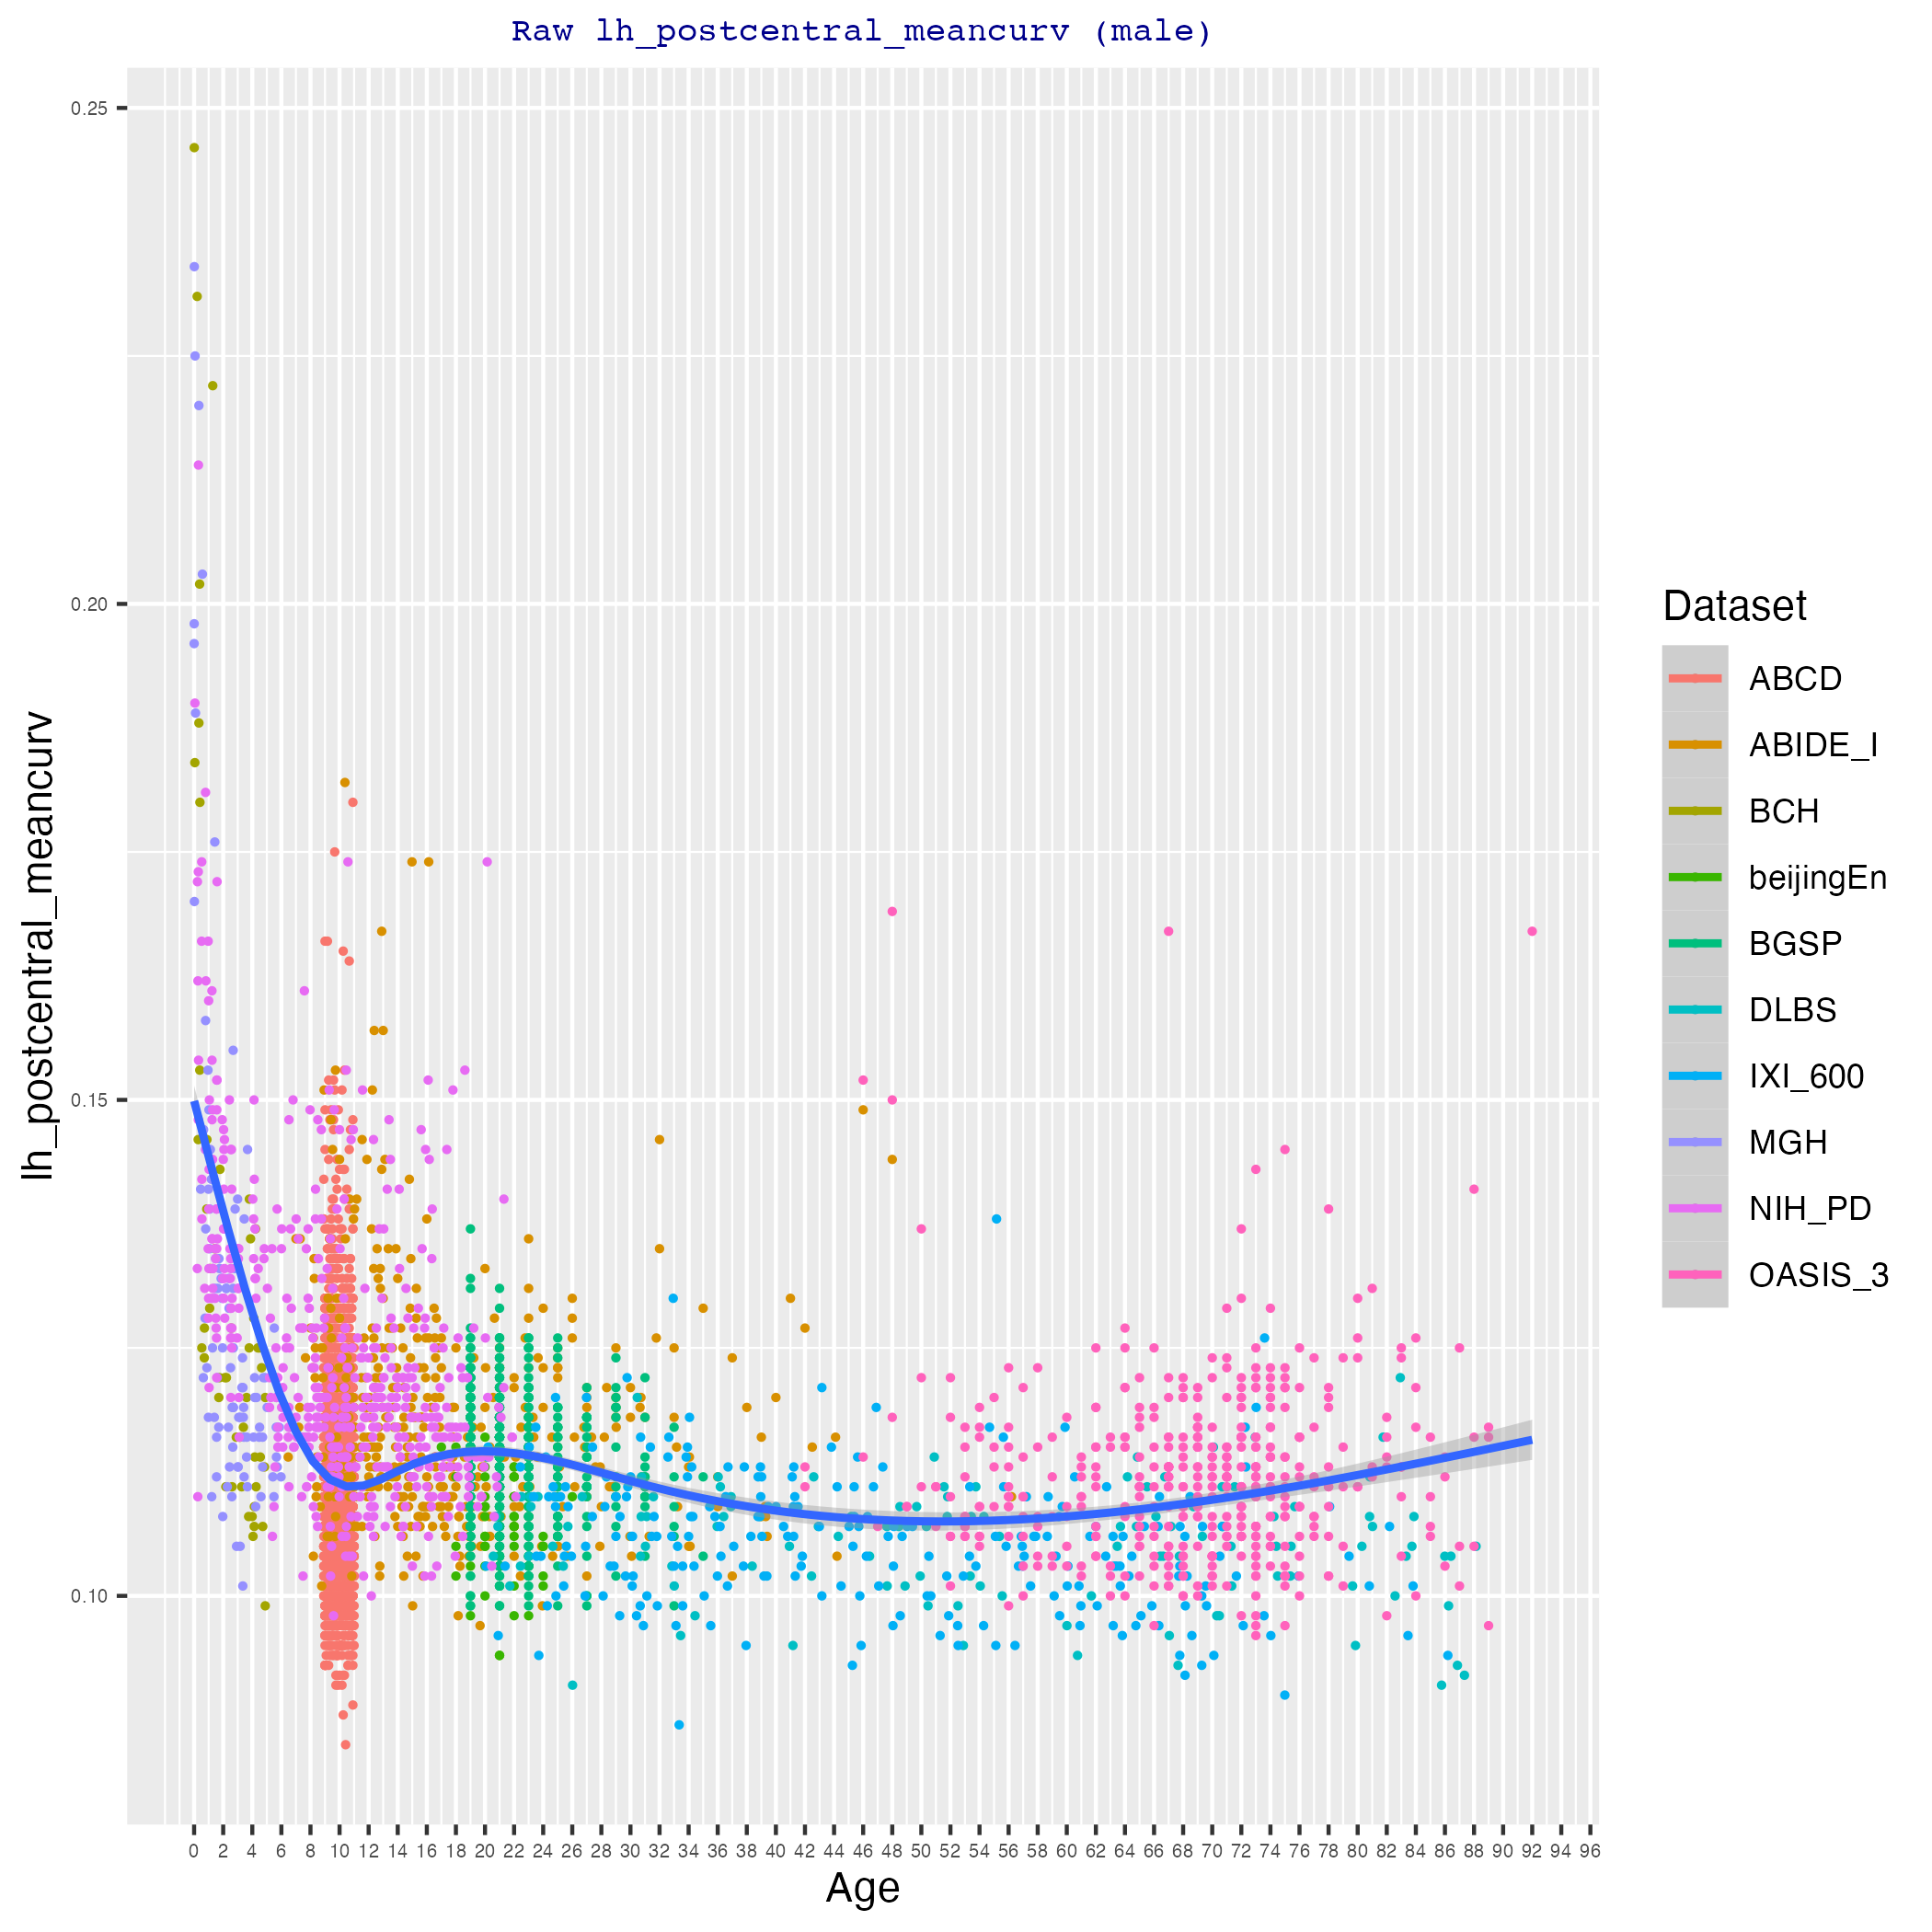 Raw lh_postcentral_meancurv (male)
lh_postcentral_meancurv
0.25
0.20
0.15
0.10
0 2 4 6 8 10 12 14 16 18 20 22 24 26 28 30 32 34 36 38 40 42 44 46 48 50 52 54 56 58 60 62 64 66 68 70 72 74 76 78 80 82 84 86 88 90 92 94 96
Age
Dataset
ABCD
ABIDE_I
BCH
beijingEn
BGSP
DLBS
IXI_600
MGH
NIH_PD
OASIS_3